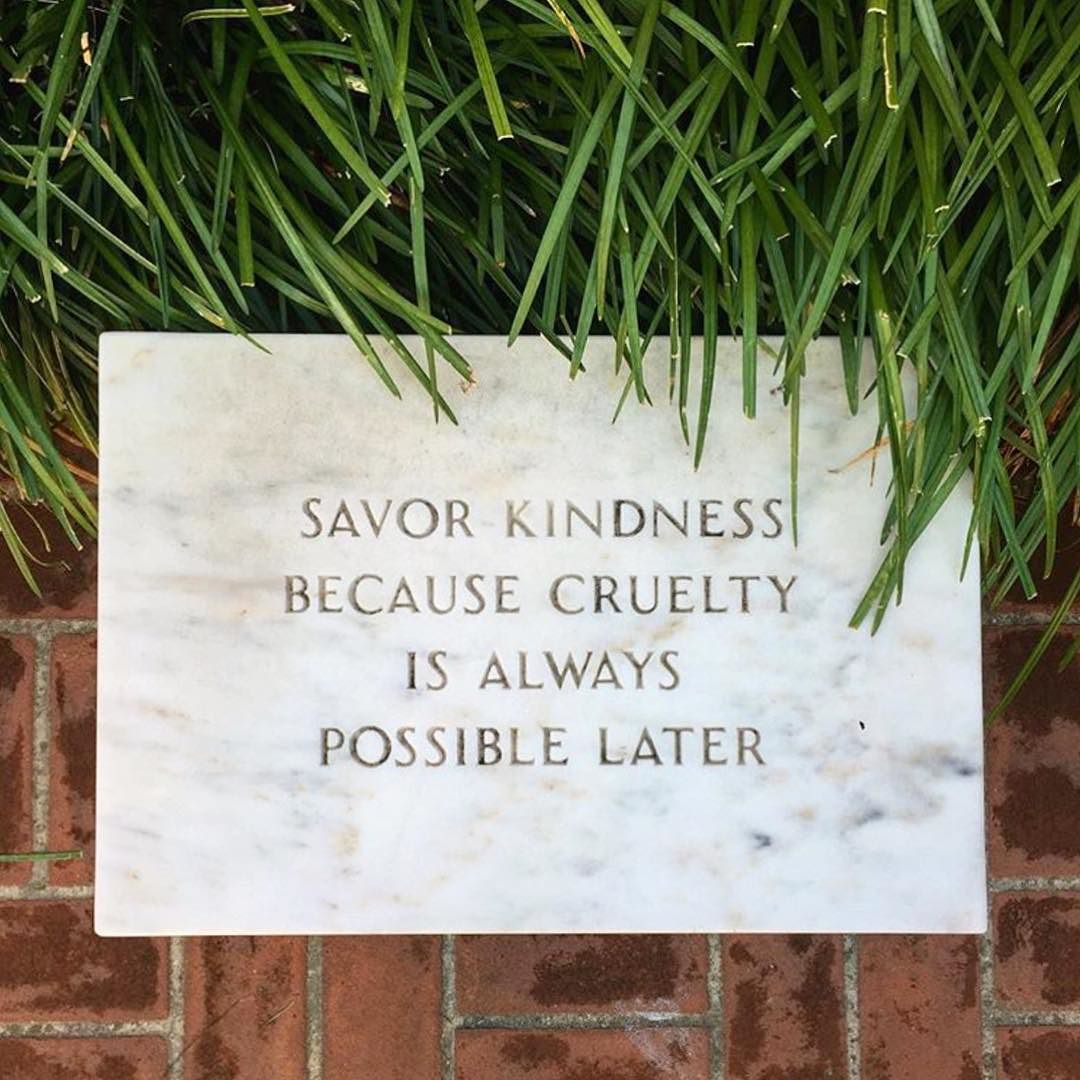 SAVOR KINDNESS
BECAUSE CRUELTY
IS ALWAYS
POSSIBLE LATER